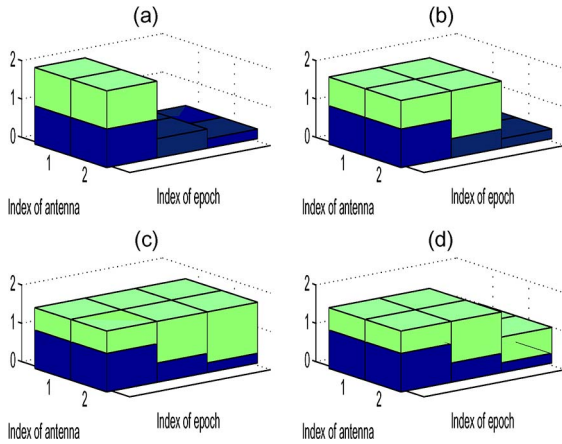 (a)
2
1
0
1
2
Index of antenna
Index of epoch
(b)
2
1
0
1
2
Index of antenna
Index of epoch
(c)
2
1
0
1
2
Index of antenna
Index of epoch
(d)
2
1
0
1
2
Index of antenna
Index of epoch